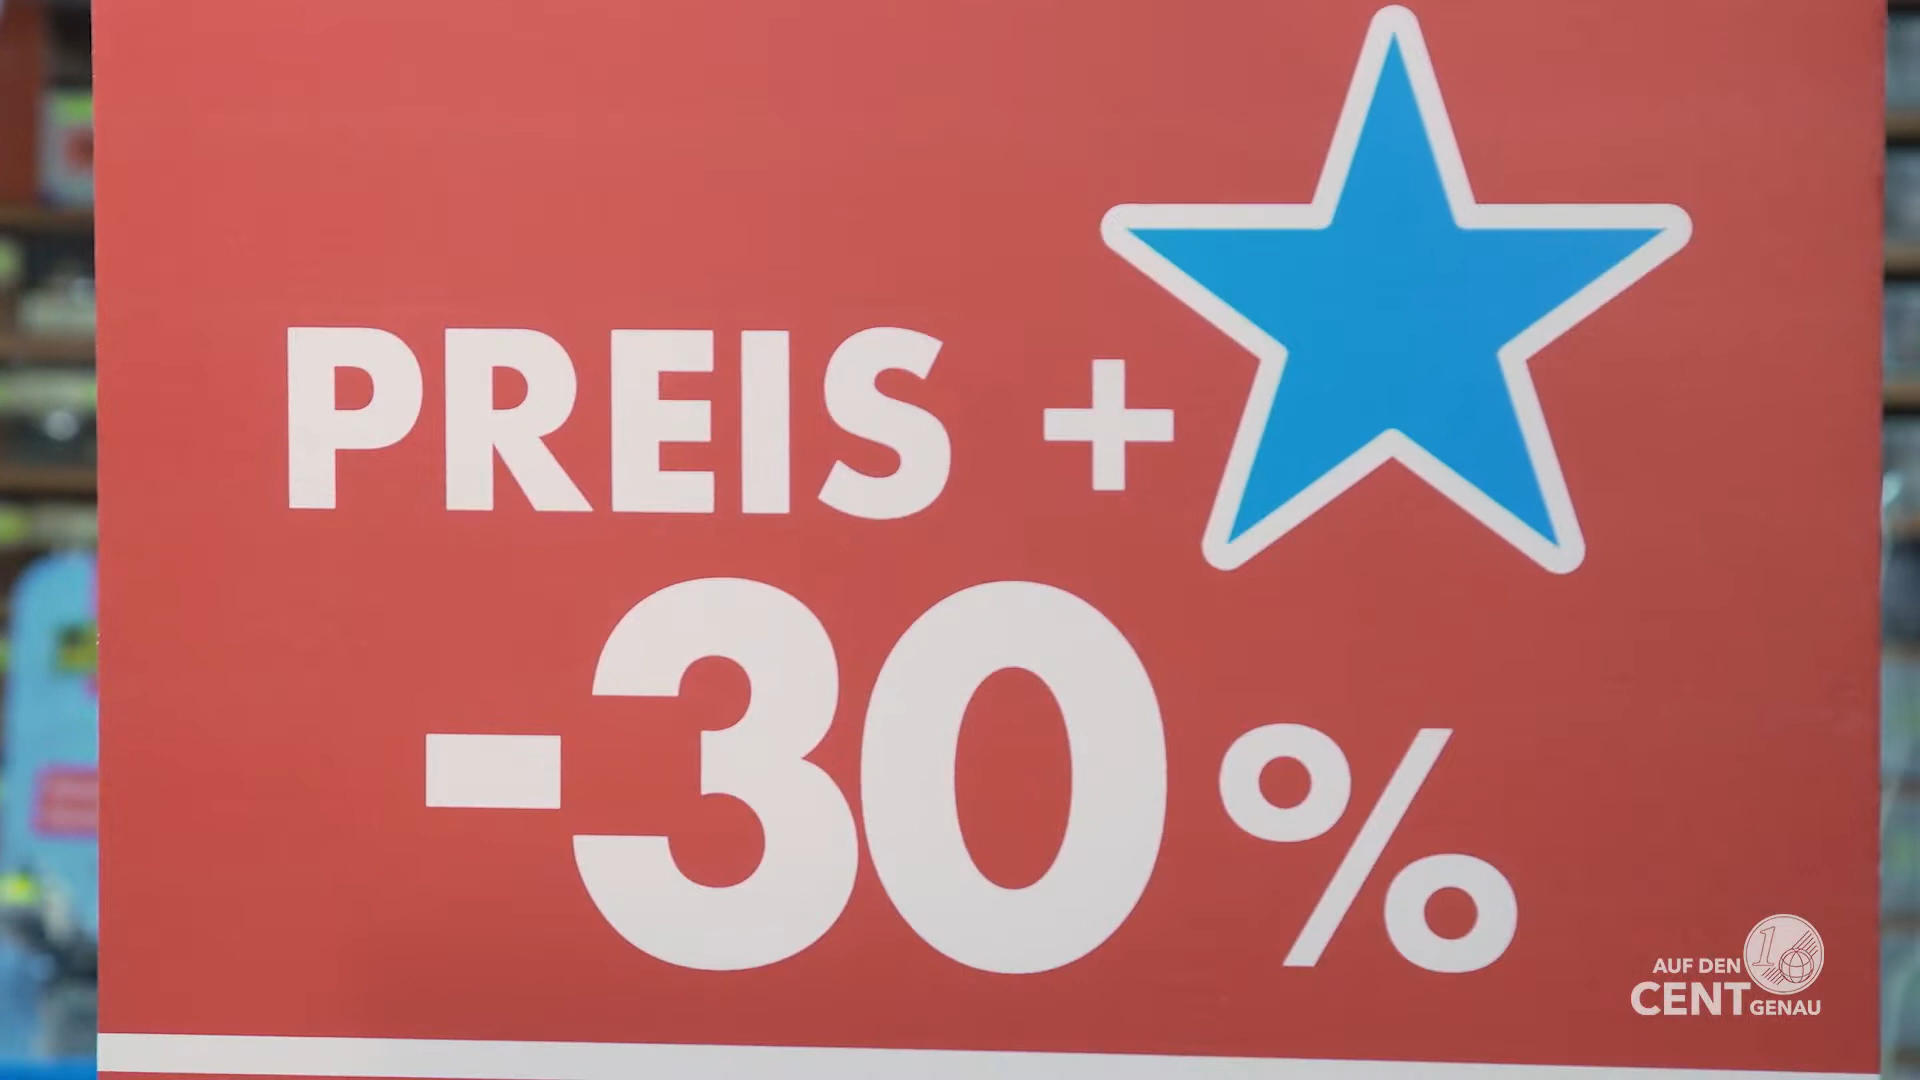 PREIS +
-30%
AUF DEN
CENT GENAU